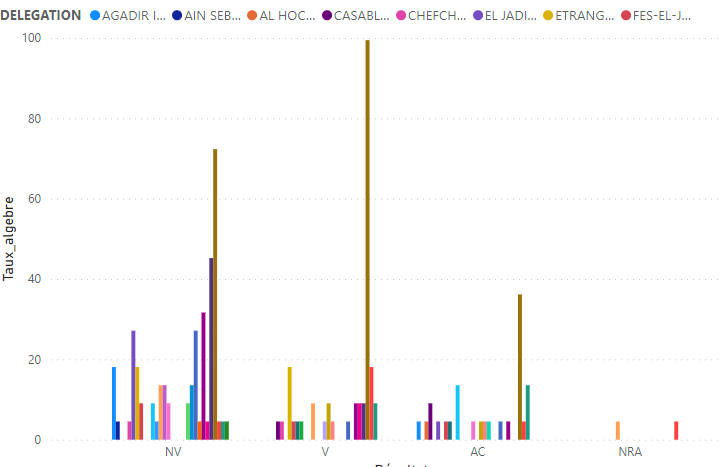 DELEGATION AGADIR I... AIN SEB... AL HOC... CASABL... CHEFCH... EL JADI... ETRANG... FES-EL-J...
100
80
60
40
20
0
Taux_algebre
NV V AC NRA